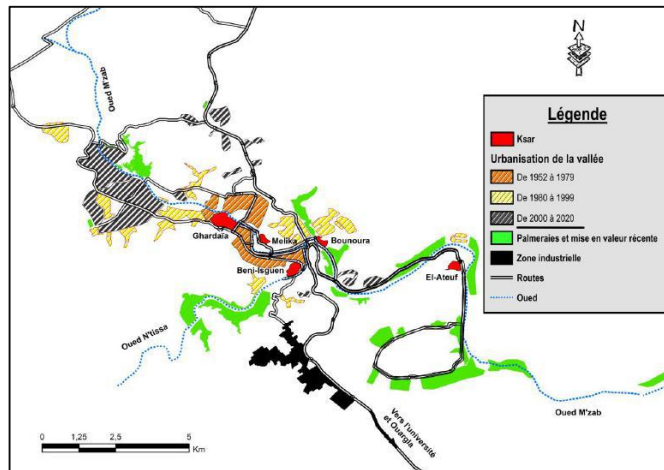 N
Légende
Ksar
Urbanisation de la vallée
De 1952 à 1979
De 1980 à 1999
De 2000 à 2020
Palmeraies et mise en valeur récente
Zone industrielle
Routes
Oued
Oued M'zab
Ghardaïa
Melika
Bounoura
Beni-Isguen
El-Ateuf
Oued N'tissa
Oued M'zab
Vers l'université
et Ouargla
0 1,25 2,5 5
Km